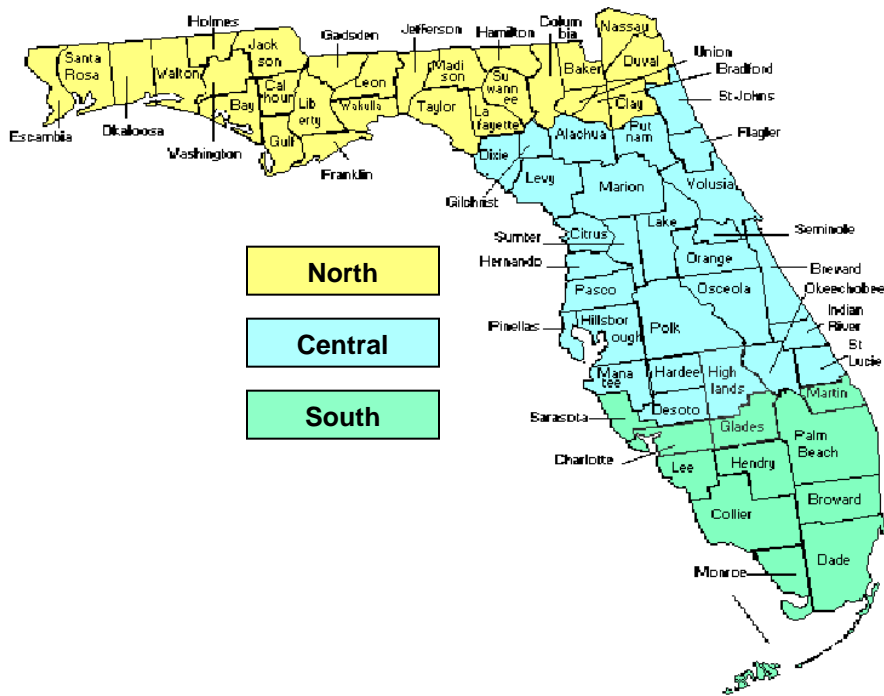 Holmes
Gadsden
Jefferson
Hamilton
Colum
bia
Nassau
Santa
Rosa
Walton
Jack
son
Leon
Madi
son
Baker
Duval
Union
Bradford
Cal
houn
Lib
erty
Wakulla
Su
wann
ee
Clay
St Johns
Bay
Taylor
La
fayette
Escambia
Okaloosa
Washington
Gulf
Franklin
Dixie
Alachua
Put
nam
Flagler
Gilchrist
Levy
Marion
Volusia
Sumter
Citrus
Lake
Seminole
Hernando
Orange
Brevard
North
Pasco
Osceola
Okeechobee
Pinellas
Hillsbor
ough
Polk
Indian
River
Central
St
Lucie
Mana
tee
Hardee
High
lands
Martin
South
Sarasota
Desoto
Glades
Palm
Beach
Charlotte
Lee
Hendry
Collier
Broward
Monroe
Dade